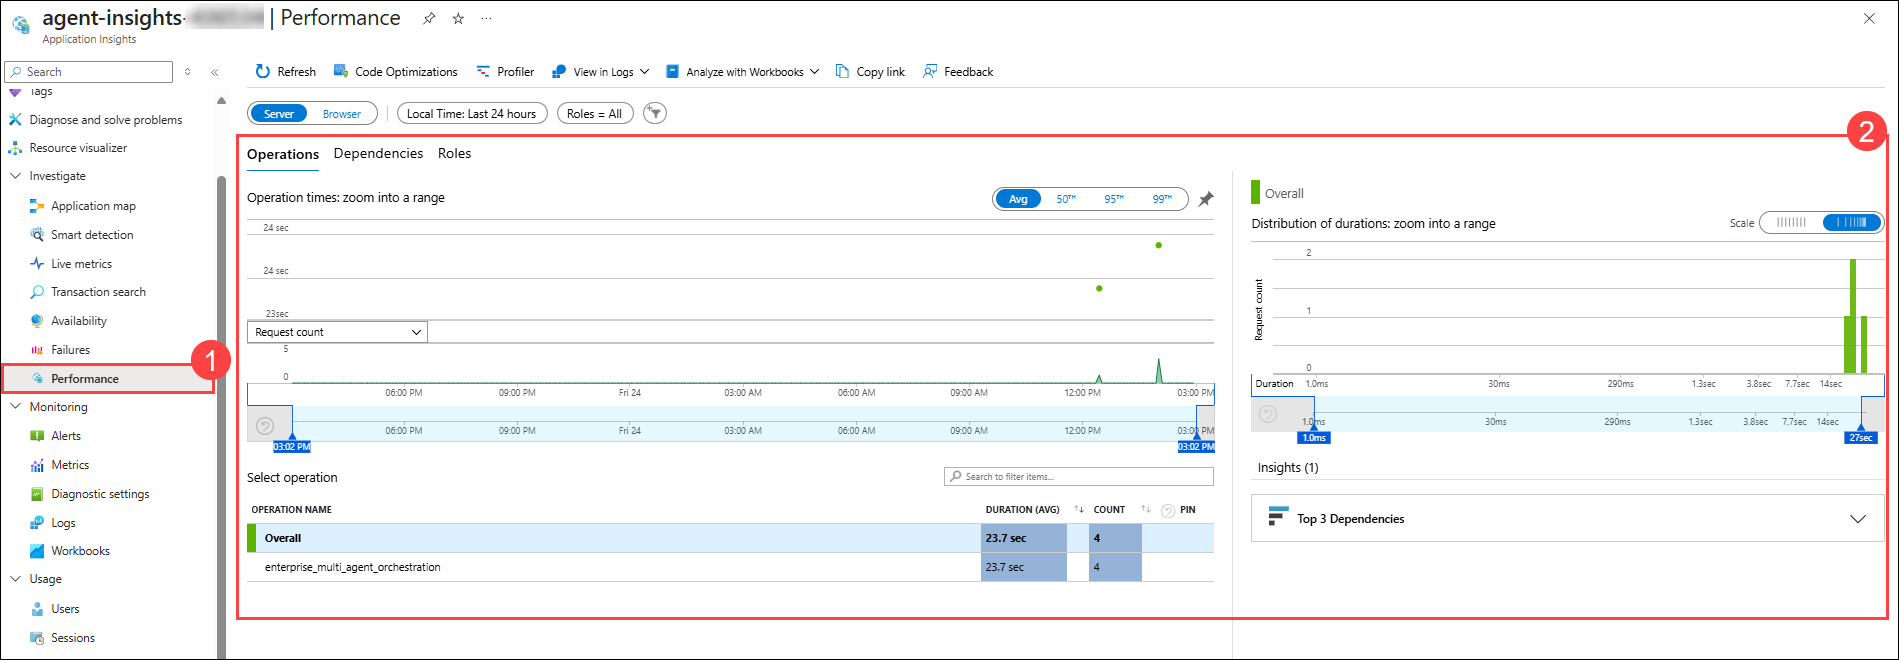 agent-insights- | Performance
Application Insights
Search
Refresh
Code Optimizations
Profiler
View in Logs
Analyze with Workbooks
Copy link
Feedback
Tags
Diagnose and solve problems
Resource visualizer
Investigate
Application map
Smart detection
Live metrics
Transaction search
Availability
Failures
1
Performance
Monitoring
Alerts
Metrics
Diagnostic settings
Logs
Workbooks
Usage
Users
Sessions
Server Browser
Local Time: Last 24 hours
Roles = All
2
Operations Dependencies Roles
Operation times: zoom into a range
Avg 50TH 95TH 99TH
24 sec
24 sec
23sec
Request count
5
0
06:00 PM 09:00 PM Fri 24 03:00 AM 06:00 AM 09:00 AM 12:00 PM 03:00 PM
06:00 PM 09:00 PM Fri 24 03:00 AM 06:00 AM 09:00 AM 12:00 PM 03:00 PM
03:02 PM 03:02 PM
Select operation
Search to filter items...
OPERATION NAME DURATION (AVG) COUNT PIN
Overall 23.7 sec 4
enterprise_multi_agent_orchestration 23.7 sec 4
Overall
Distribution of durations: zoom into a range
Scale
Request count
2
1
0
Duration 1.0ms 30ms 290ms 1.3sec 3.8sec 7.7sec 14sec
1.0ms 30ms 290ms 1.3sec 3.8sec 7.7sec 14sec
1.0ms 27sec
Insights (1)
Top 3 Dependencies